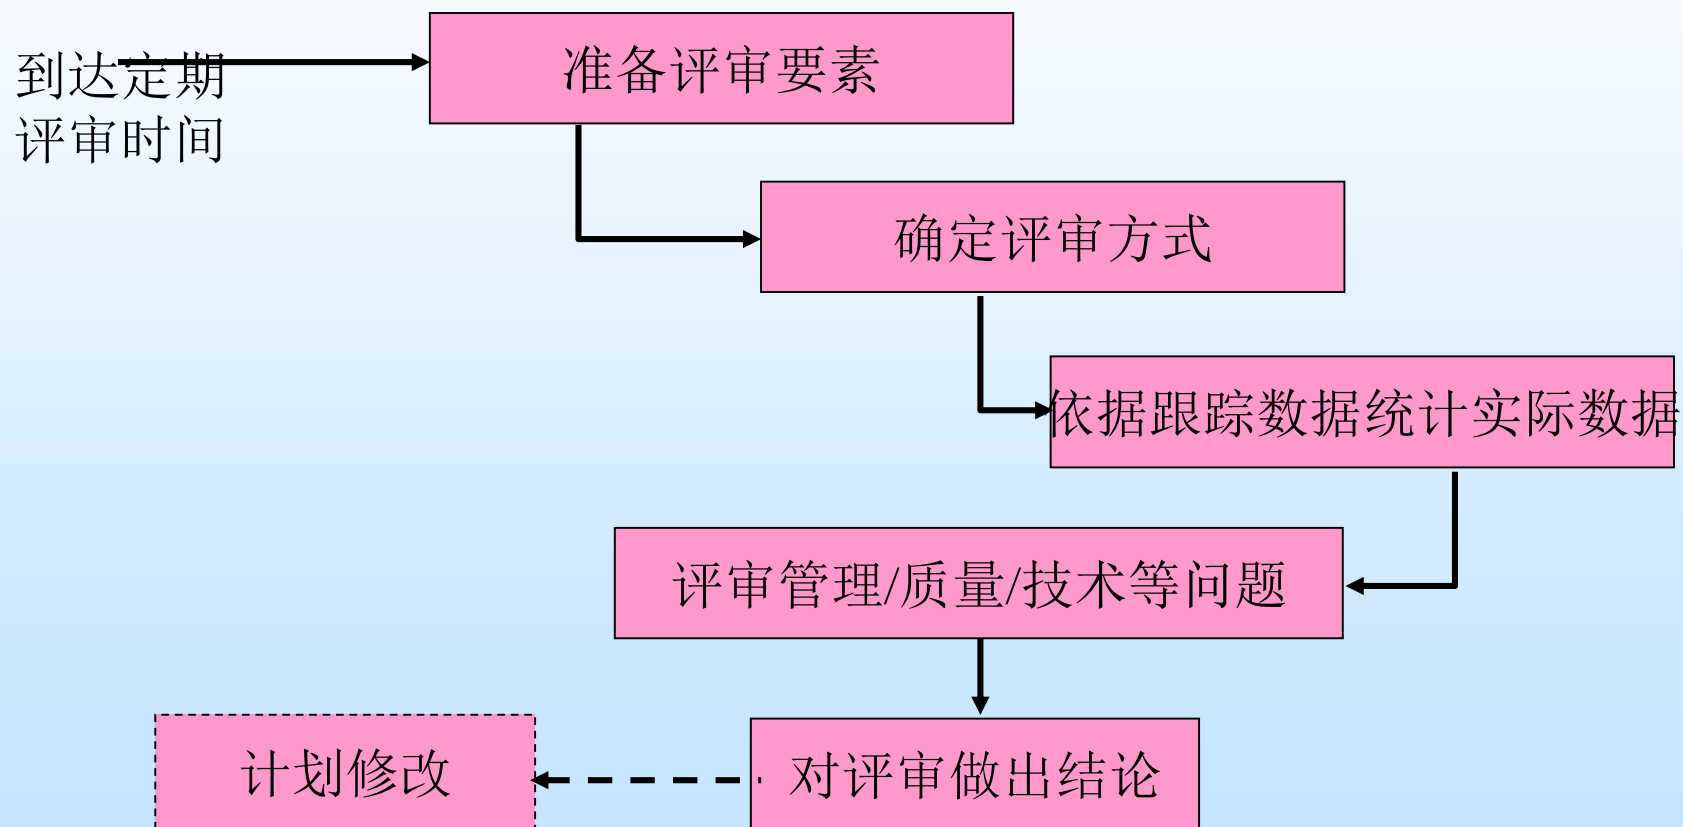 到达定期
评审时间
准备评审要素
确定评审方式
依据跟踪数据统计实际数据
评审管理/质量/技术等问题
对评审做出结论
计划修改